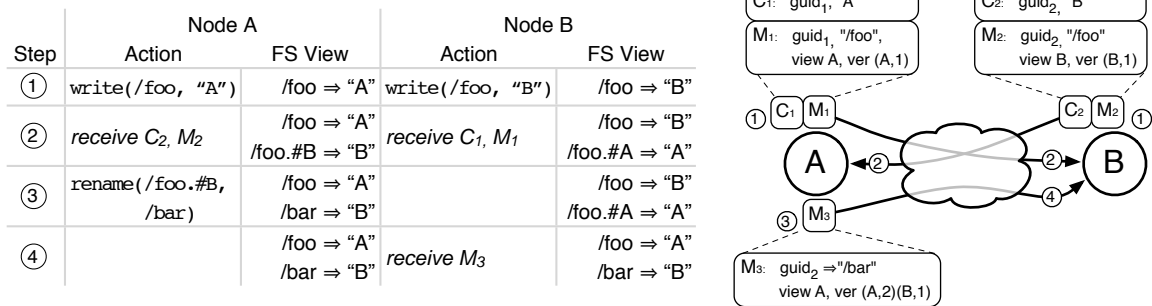 Node A Node B
Step Action FS View Action FS View
1 write(/foo, “A”) /foo ⇒ “A” write(/foo, “B”) /foo ⇒ “B”
2 receive C2, M2 /foo ⇒ “A” receive C1, M1 /foo ⇒ “B”
/foo.#B ⇒ “B” /foo.#A ⇒ “A”
3 rename(/foo.#B, /foo ⇒ “A” /foo ⇒ “B”
/bar) /bar ⇒ “B” /foo.#A ⇒ “A”
4 /foo ⇒ “A” receive M3 /foo ⇒ “A”
/bar ⇒ “B” /bar ⇒ “B”
C1: guid1, "A"
C2: guid2, "B"
M1: guid1, "/foo",
view A, ver (A,1)
M2: guid2, "/foo"
view B, ver (B,1)
1 C1 M1
C2 M2 1
A 2 2 B
4
3 M3
M3: guid2 ⇒"/bar"
view A, ver (A,2)(B,1)